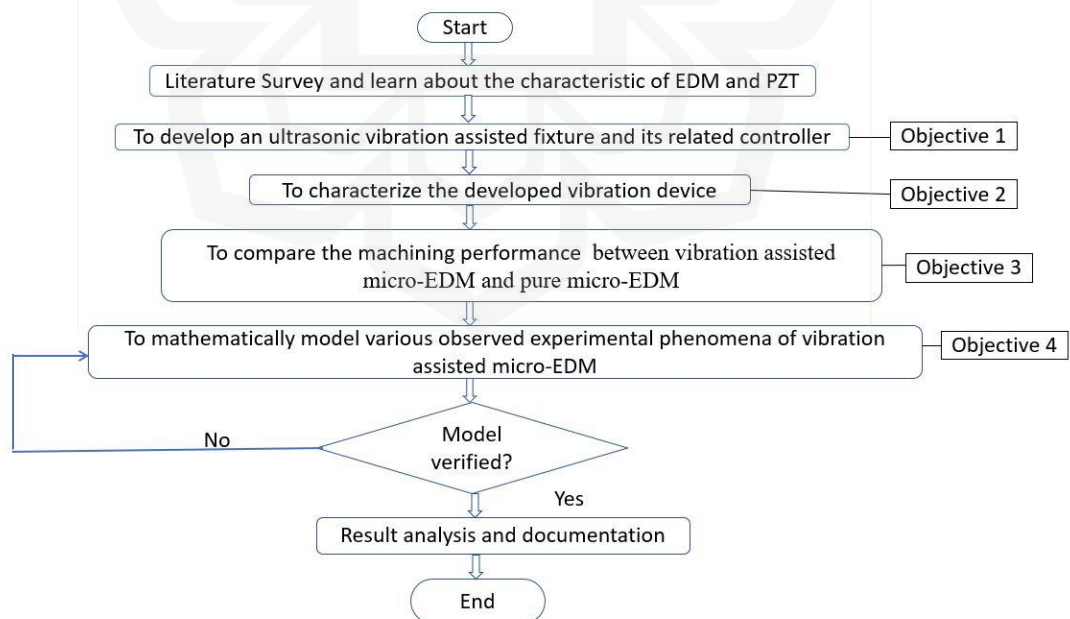 Start
Literature Survey and learn about the characteristic of EDM and PZT
To develop an ultrasonic vibration assisted fixture and its related controller
Objective 1
To characterize the developed vibration device
Objective 2
To compare the machining performance between vibration assisted
micro-EDM and pure micro-EDM
Objective 3
To mathematically model various observed experimental phenomena of vibration
assisted micro-EDM
Objective 4
Model
verified?
No
Yes
Result analysis and documentation
End